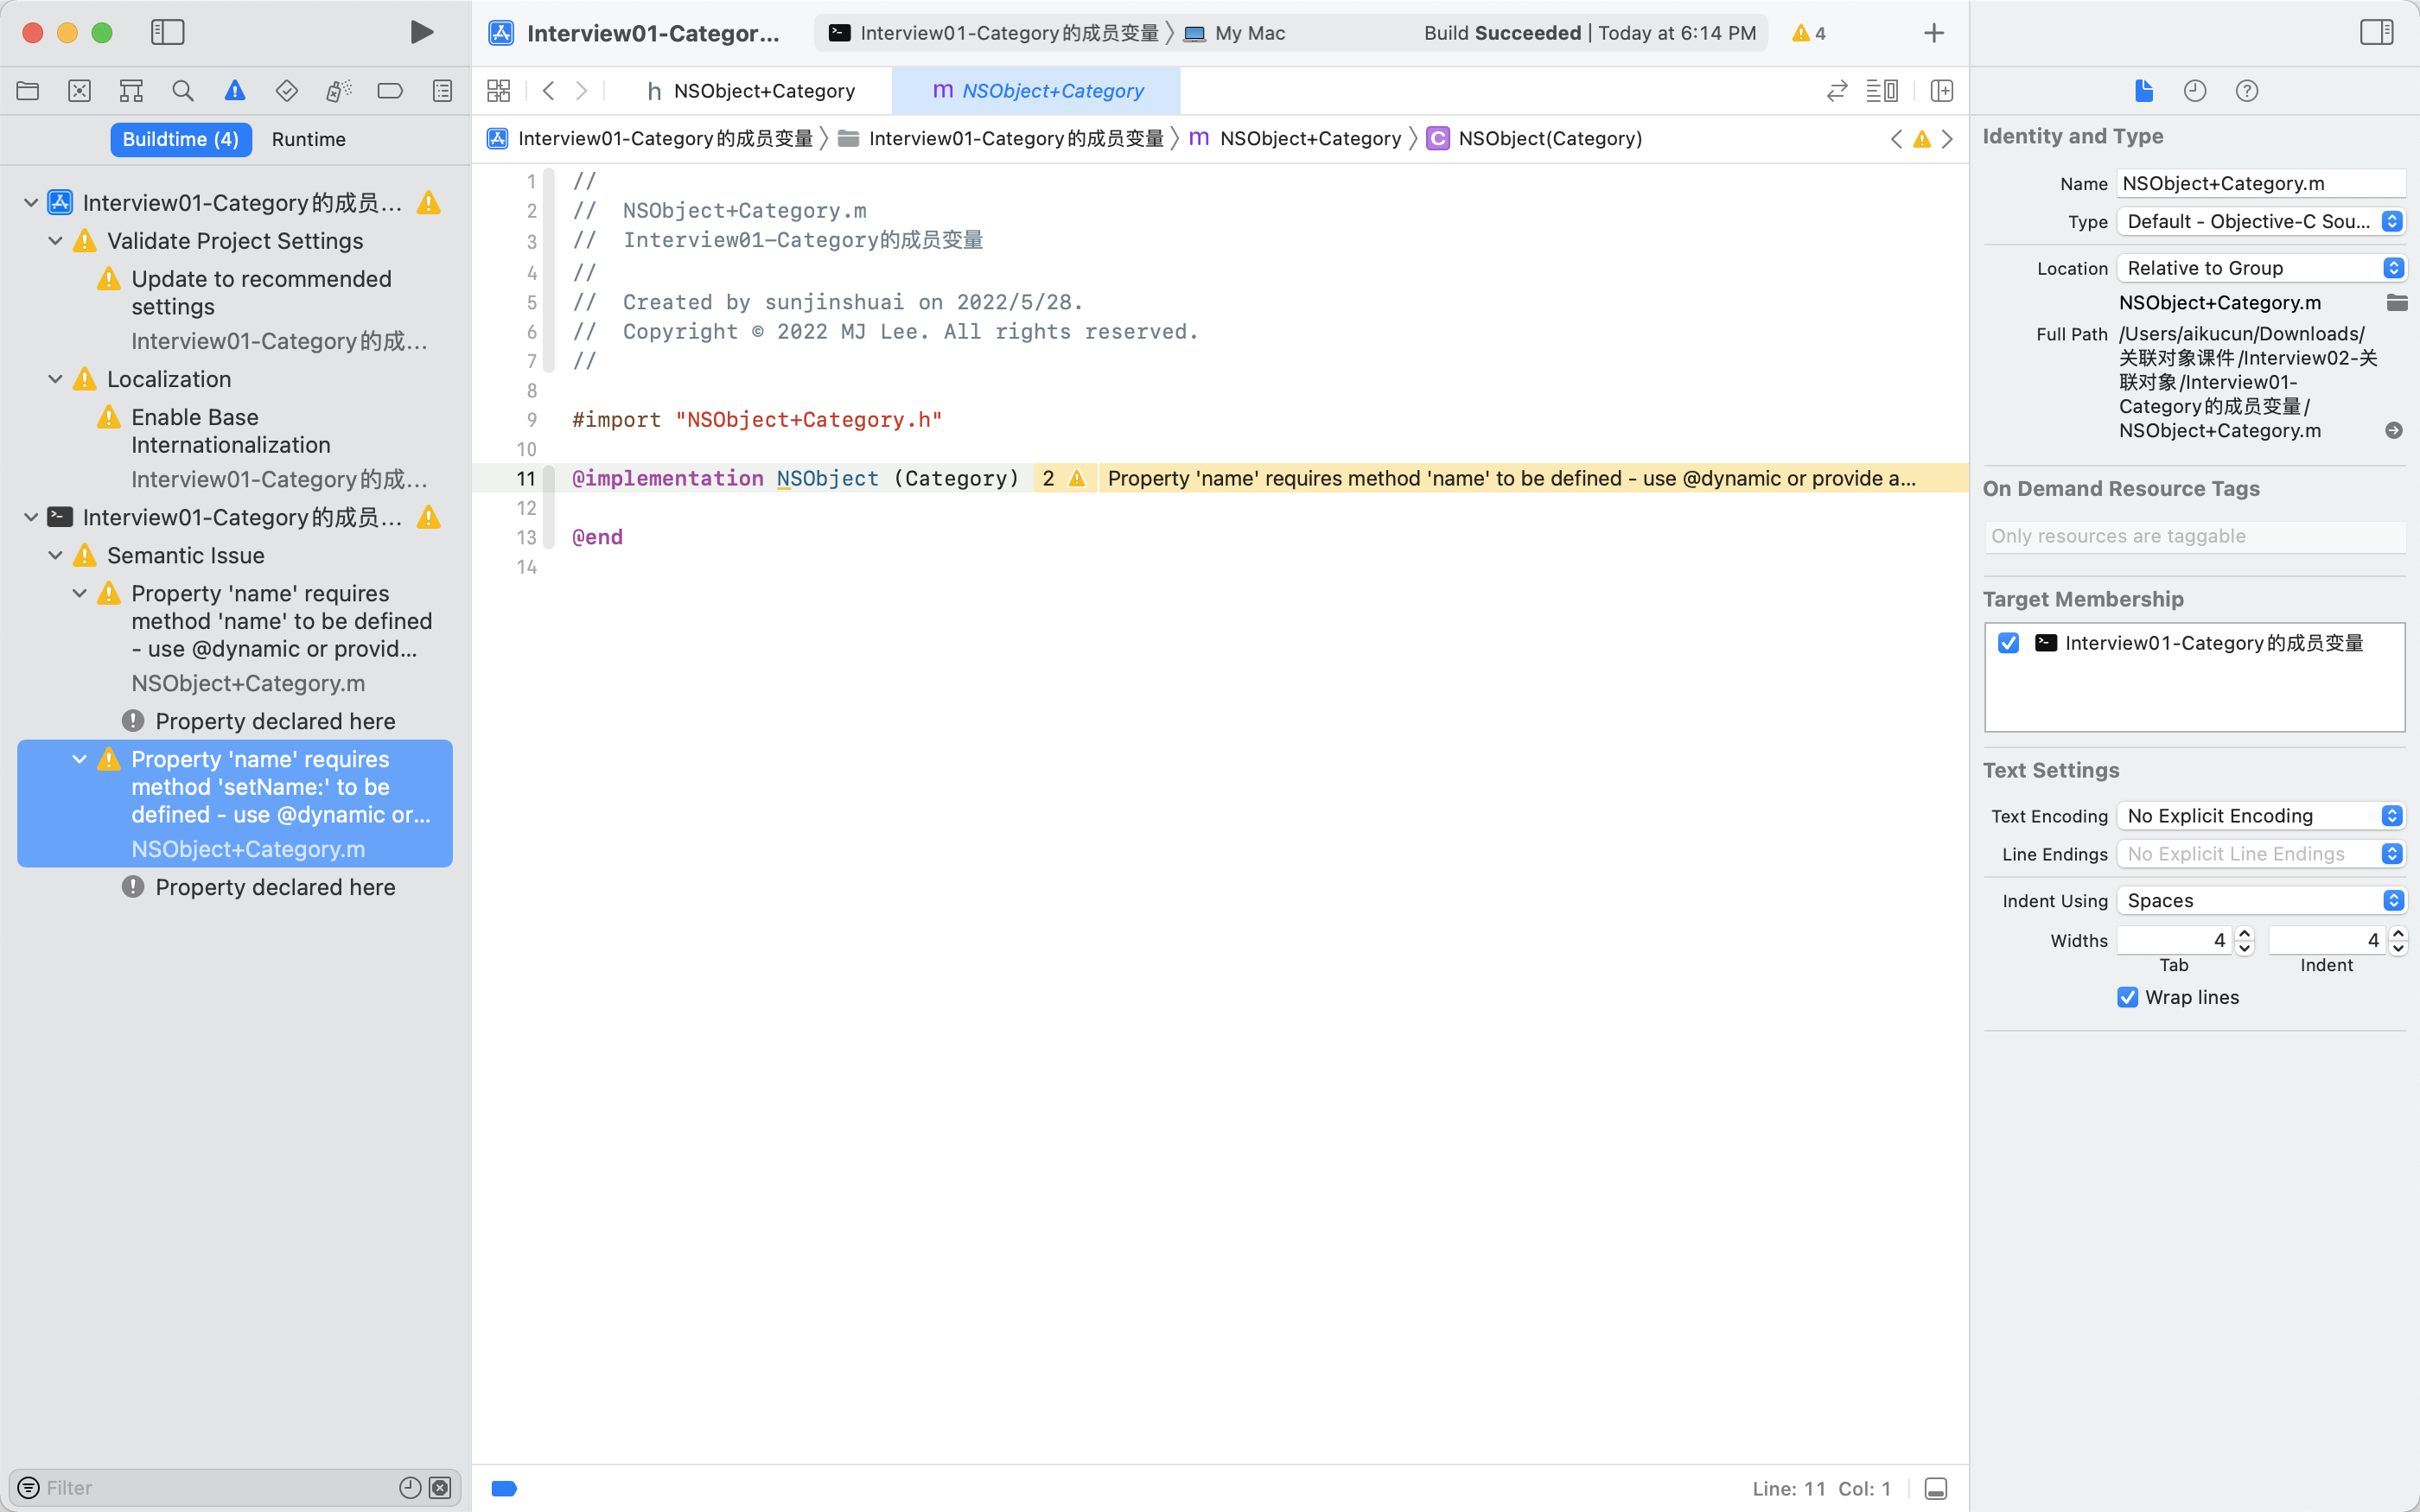 Interview01-Categor...
Interview01-Category的成员变量 My Mac
Build Succeeded | Today at 6:14 PM
4
h NSObject+Category
m NSObject+Category
Buildtime (4) Runtime
Interview01-Category的成员变量 Interview01-Category的成员变量 m NSObject+Category C NSObject(Category)
Interview01-Category的成员...
Validate Project Settings
Update to recommended
settings
Interview01-Category的成...
Localization
Enable Base
Internationalization
Interview01-Category的成...
Interview01-Category的成员...
Semantic Issue
Property 'name' requires
method 'name' to be defined
- use @dynamic or provid...
NSObject+Category.m
Property declared here
Property 'name' requires
method 'setName:' to be
defined - use @dynamic or...
NSObject+Category.m
Property declared here
Filter
1 //
2 //  NSObject+Category.m
3 //  Interview01-Category的成员变量
4 //
5 //  Created by sunjinshuai on 2022/5/28.
6 //  Copyright © 2022 MJ Lee. All rights reserved.
7 //
8
9 #import "NSObject+Category.h"
10
11 @implementation NSObject (Category) 2 Property 'name' requires method 'name' to be defined - use @dynamic or provide a...
12
13 @end
14
Line: 11 Col: 1
Identity and Type
Name NSObject+Category.m
Type Default - Objective-C Sou...
Location Relative to Group
NSObject+Category.m
Full Path /Users/aikucun/Downloads/
关联对象课件/Interview02-关
联对象/Interview01-
Category的成员变量/
NSObject+Category.m
On Demand Resource Tags
Only resources are taggable
Target Membership
Interview01-Category的成员变量
Text Settings
Text Encoding No Explicit Encoding
Line Endings No Explicit Line Endings
Indent Using Spaces
Widths 4 4
Tab Indent
Wrap lines